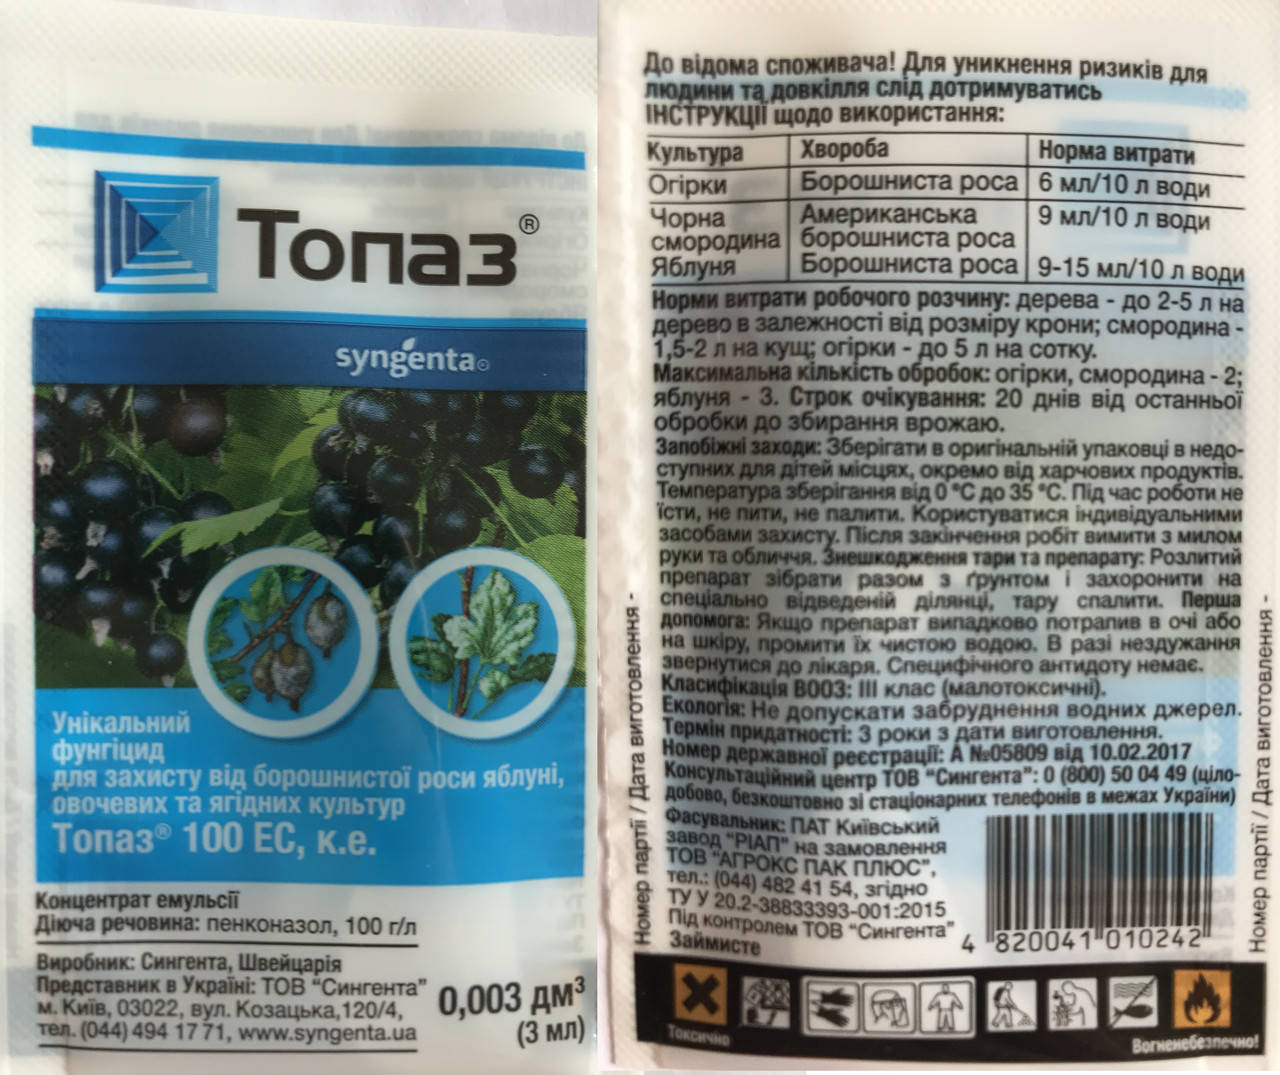 Топаз®
syngenta
Унікальний
фунгіцид
для захисту від борошнистої роси яблуні,
овочевих та ягідних культур
Топаз® 100 ЕС, к.е.
Концентрат емульсії
Діюча речовина: пенконазол, 100 г/л
Виробник: Сингента, Швейцарія
Представник в Україні: ТОВ "Сингента"
м. Київ, 03022, вул. Козацька,120/4,
тел. (044) 494 17 71, www.syngenta.ua
0,003 дм³
(3 мл)
До відома споживача! Для уникнення ризиків для
людини та довкілля слід дотримуватись
ІНСТРУКЦІЇ щодо використання:
Культура Хвороба Норма витрати
Огірки Борошниста роса 6 мл/10 л води
Чорна Американська 9 мл/10 л води
смородина борошниста роса
Яблуня Борошниста роса 9-15 мл/10 л води
Норми витрати робочого розчину: дерева - до 2-5 л на
дерево в залежності від розміру крони; смородина -
1,5-2 л на кущ; огірки - до 5 л на сотку.
Максимальна кількість обробок: огірки, смородина - 2;
яблуня - 3. Строк очікування: 20 днів від останньої
обробки до збирання врожаю.
Запобіжні заходи: Зберігати в оригінальній упаковці в недо-
ступних для дітей місцях, окремо від харчових продуктів.
Температура зберігання від 0 °С до 35 °С. Під час роботи не
їсти, не пити, не палити. Користуватися індивідуальними
засобами захисту. Після закінчення робіт вимити з милом
руки та обличчя. Знешкодження тари та препарату: Розлитий
препарат зібрати разом з ґрунтом і захоронити на
спеціально відведеній ділянці, тару спалити. Перша
допомога: Якщо препарат випадково потрапив в очі або
на шкіру, промити їх чистою водою. В разі нездужання
звернутися до лікаря. Специфічного антидоту немає.
Класифікація ВООЗ: III клас (малотоксичні).
Екологія: Не допускати забруднення водних джерел.
Термін придатності: 3 роки з дати виготовлення.
Номер державної реєстрації: А №05809 від 10.02.2017
Консультаційний центр ТОВ "Сингента": 0 (800) 50 04 49 (ціло-
добово, безкоштовно зі стаціонарних телефонів в межах України)
Фасувальник: ПАТ Київський
завод "РІАП" на замовлення
ТОВ "АГРОКС ПАК ПЛЮС",
тел.: (044) 482 41 54, згідно
ТУ У 20.2-38833393-001:2015
Під контролем ТОВ "Сингента"
Займисте
4 820041 010242
Номер партії / Дата виготовлення -
Номер партії / Дата виготовлення -
Токсично
Вогненебезпечно!